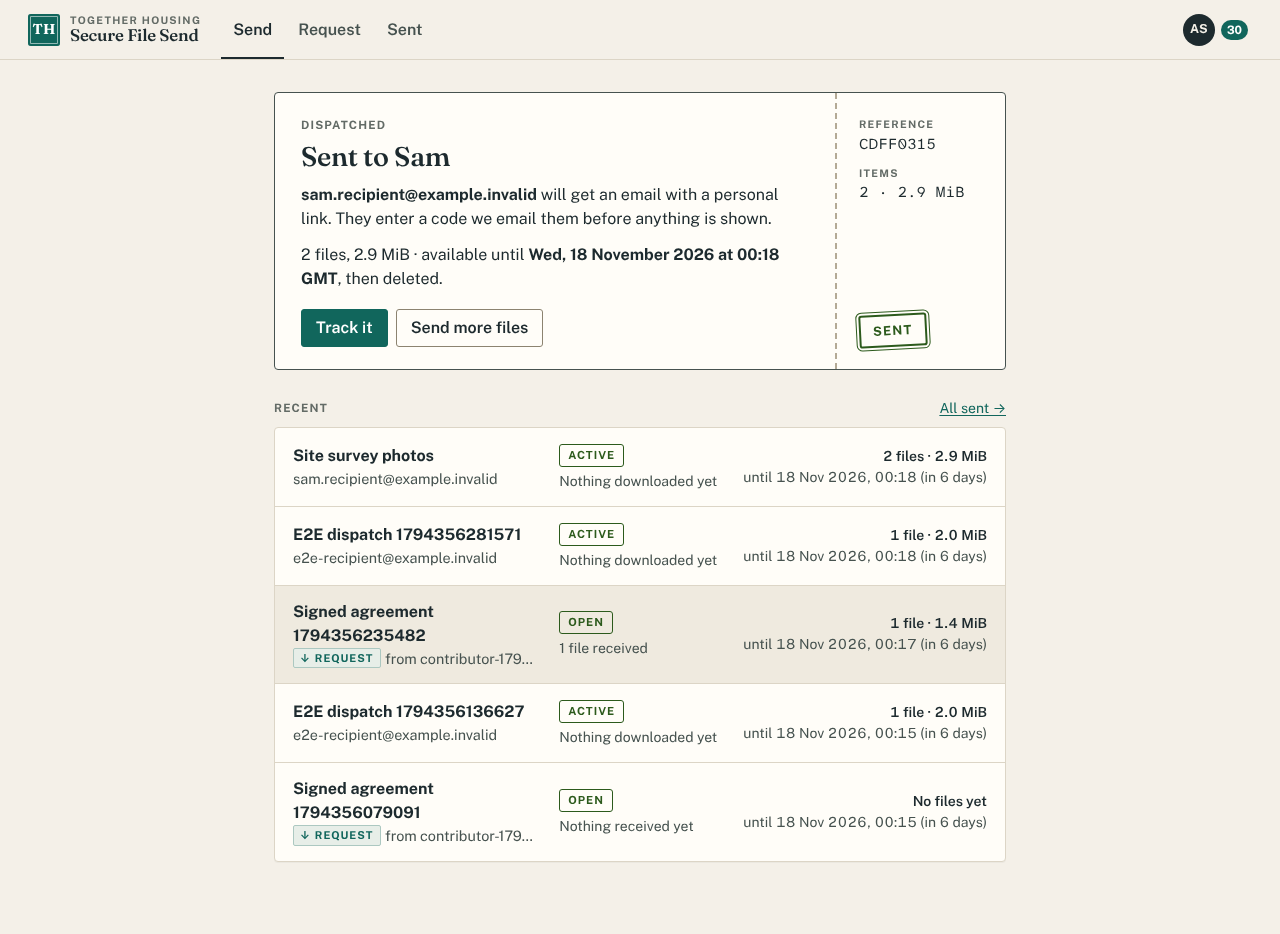 TH
TOGETHER HOUSING
Secure File Send
Send
Request
Sent
AS
30
DISPATCHED
Sent to Sam
sam.recipient@example.invalid will get an email with a personal
link. They enter a code we email them before anything is shown.
2 files, 2.9 MiB · available until Wed, 18 November 2026 at 00:18
GMT, then deleted.
Track it
Send more files
REFERENCE
CDFF0315
ITEMS
2 · 2.9 MiB
SENT
RECENT
All sent →
Site survey photos
sam.recipient@example.invalid
ACTIVE
Nothing downloaded yet
2 files · 2.9 MiB
until 18 Nov 2026, 00:18 (in 6 days)
E2E dispatch 1794356281571
e2e-recipient@example.invalid
ACTIVE
Nothing downloaded yet
1 file · 2.0 MiB
until 18 Nov 2026, 00:18 (in 6 days)
Signed agreement
1794356235482
↓ REQUEST from contributor-179...
OPEN
1 file received
1 file · 1.4 MiB
until 18 Nov 2026, 00:17 (in 6 days)
E2E dispatch 1794356136627
e2e-recipient@example.invalid
ACTIVE
Nothing downloaded yet
1 file · 2.0 MiB
until 18 Nov 2026, 00:15 (in 6 days)
Signed agreement
1794356079091
↓ REQUEST from contributor-179...
OPEN
Nothing received yet
No files yet
until 18 Nov 2026, 00:15 (in 6 days)